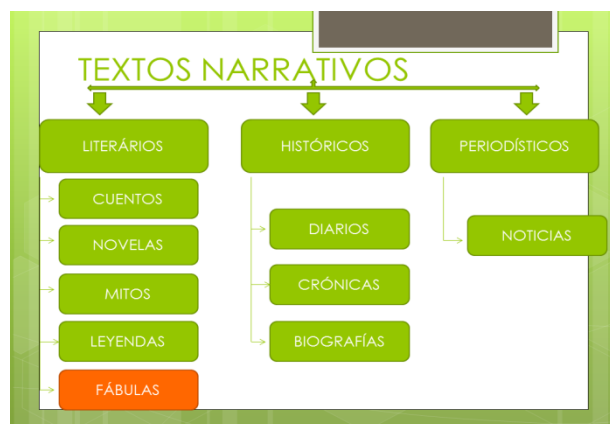 TEXTOS NARRATIVOS
LITERÁRIOS
HISTÓRICOS
PERIODÍSTICOS
CUENTOS
NOVELAS
MITOS
LEYENDAS
FÁBULAS
DIARIOS
CRÓNICAS
BIOGRAFÍAS
NOTICIAS